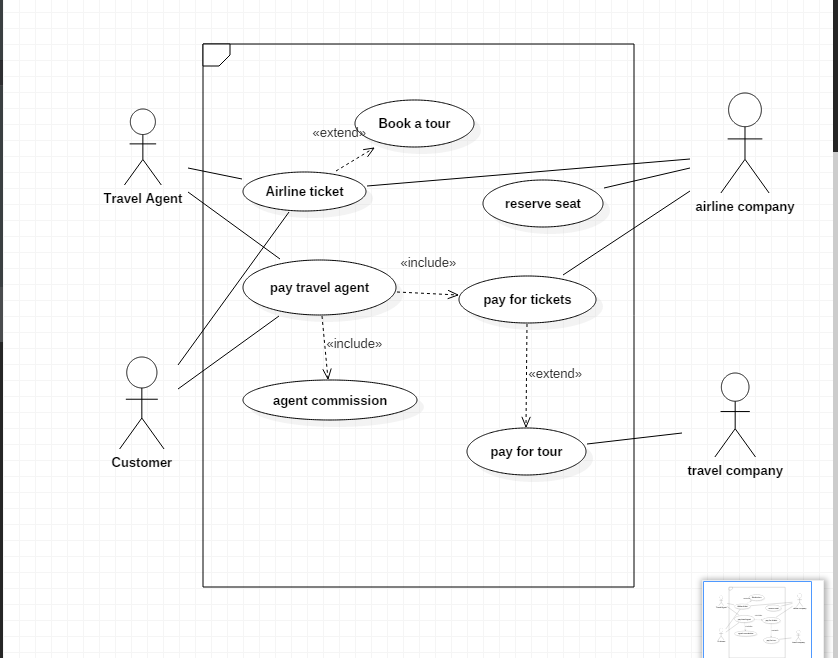 Book a tour
«extend»
Airline ticket
Travel Agent
reserve seat
airline company
«include»
pay travel agent
pay for tickets
«include»
«extend»
agent commission
pay for tour
Customer
travel company